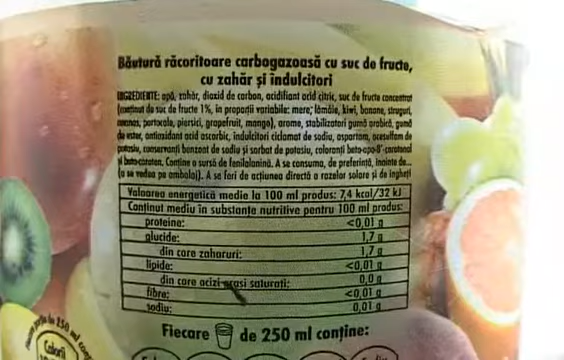 Băutură răcoritoare carbogazoasă cu suc de fructe,
cu zahăr și îndulcitori
INGREDIENTE: apă, zahăr, dioxid de carbon, acidifiant acid citric, suc de fructe concentrat
(conținut de suc de fructe 1%, în proporții variabile: mere, lămâie, kiwi, banane, struguri,
ananas, portocale, piersici, grapefruit, mango), arome, stabilizatori gumă arabică, gumă
de ester, antioxidant acid ascorbic, îndulcitori ciclamat de sodiu, aspartam, acesulfam de
potasiu, conservanți benzoat de sodiu și sorbat de potasiu, coloranți beta-apo-8'-carotenal
și beta-caroten. Conține o sursă de fenilalanină. A se consuma, de preferință, înainte de...
(a se vedea pe ambalaj). A se feri de acțiunea directă a razelor solare și de îngheț
Valoarea energetică medie la 100 ml produs: 7,4 kcal/32 kJ
Conținut mediu în substanțe nutritive pentru 100 ml produs:
proteine: <0,01 g
glucide: 1,7 g
din care zaharuri: 1,7 g
lipide: <0,01 g
din care acizi grași saturați: 0,0 g
fibre: <0,01 g
sodiu: 0,01 g
Fiecare de 250 ml conține:
de 250 ml
Calorii